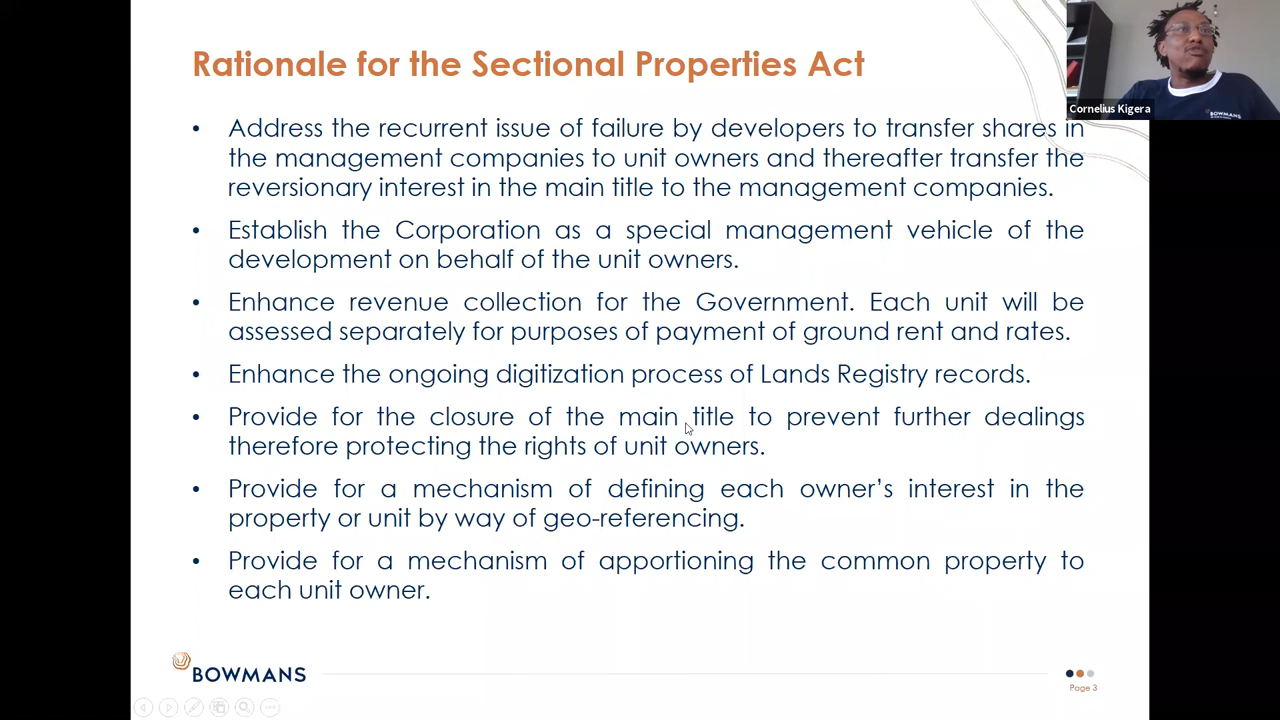 Rationale for the Sectional Properties Act
Cornelius Kigera
BOWMANS
• Address the recurrent issue of failure by developers to transfer shares in
the management companies to unit owners and thereafter transfer the
reversionary interest in the main title to the management companies.
• Establish the Corporation as a special management vehicle of the
development on behalf of the unit owners.
• Enhance revenue collection for the Government. Each unit will be
assessed separately for purposes of payment of ground rent and rates.
• Enhance the ongoing digitization process of Lands Registry records.
• Provide for the closure of the main title to prevent further dealings
therefore protecting the rights of unit owners.
• Provide for a mechanism of defining each owner’s interest in the
property or unit by way of geo-referencing.
• Provide for a mechanism of apportioning the common property to
each unit owner.
BOWMANS
Page 3